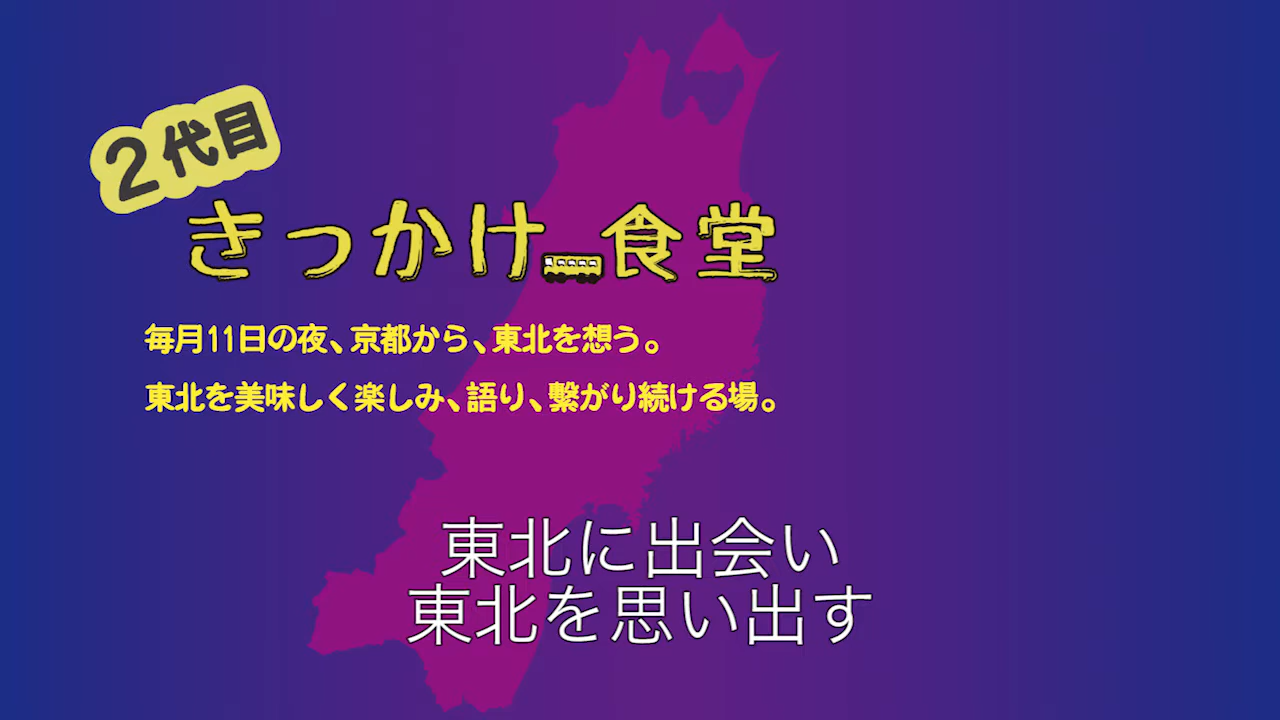 ２代目
きっかけ食堂
毎月11日の夜、京都から、東北を想う。
東北を美味しく楽しみ、語り、繋がり続ける場。
東北に出会い
東北を思い出す